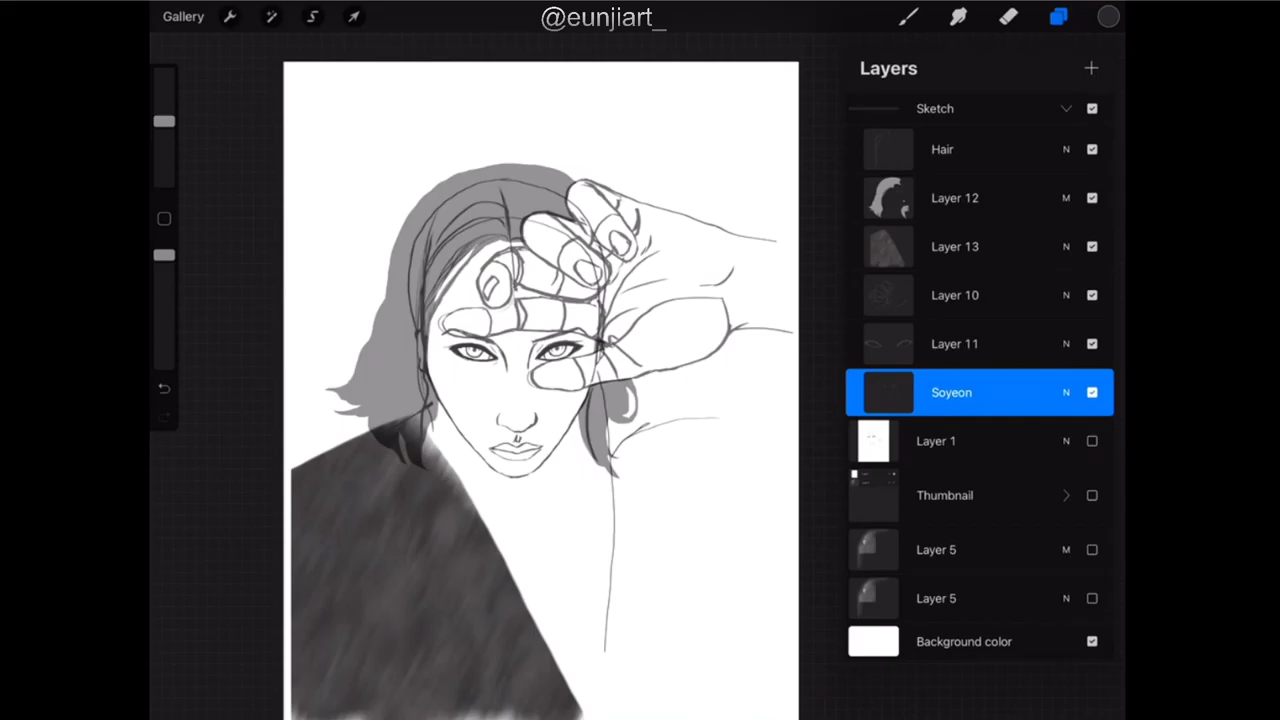 Gallery
@eunjiart_
Layers
Sketch
Hair N
Layer 12 M
Layer 13 N
Layer 10 N
Layer 11 N
Soyeon N
Layer 1 N
Thumbnail
Layer 5 M
Layer 5 N
Background color